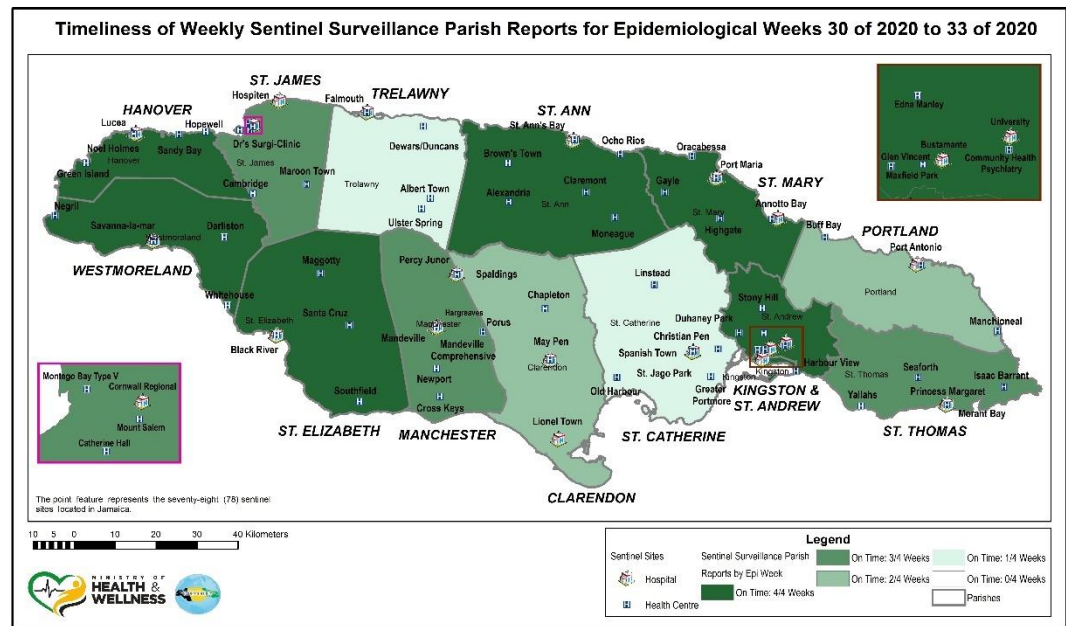 Timeliness of Weekly Sentinel Surveillance Parish Reports for Epidemiological Weeks 30 of 2020 to 33 of 2020
ST. JAMES
Hospiten
TRELAWNY
Falmouth
HANOVER
Lucea
Hopewell
Noel Holmes
Hanover
Sandy Bay
Green Island
Dr's Surgi-Clinic
St. James
Maroon Town
Cambridge
Dewars/Duncans
Trolawny
Albert Town
Ulster Spring
ST. ANN
St. Ann's Bay
Ocho Rios
Brown's Town
Claremont
Alexandria
St. Ann
Moneague
Oracabessa
Port Maria
Gayle
ST. MARY
St. Mary
Annotto Bay
Highgate
Buff Bay
PORTLAND
Port Antonio
Portland
Manchioneal
Edna Manley
University
Bustamante
Glen Vincent
Community Health
Maxfield Park
Psychiatry
Negril
Savanna-la-mar
Darliston
Westmoreland
WESTMORELAND
Whitehouse
Maggotty
St. Elizabeth
Santa Cruz
Black River
Southfield
ST. ELIZABETH
Percy Junor
Spaldings
Hargreaves
Manchester
Mandeville
Porus
Mandeville
Comprehensive
Newport
Cross Keys
MANCHESTER
Chapleton
May Pen
Clarendon
Lionel Town
CLARENDON
Linstead
St. Catherine
Duhaney Park
Christian Pen
Spanish Town
St. Jago Park
Old Harbour
Greater
Portmore
ST. CATHERINE
Stony Hill
St. Andrew
Harbour View
Kingston
Kingston
KINGSTON &
ST. ANDREW
St. Thomas
Seaforth
Isaac Barrant
Yallahs
Princess Margaret
Morant Bay
ST. THOMAS
Montego Bay Type V
Cornwall Regional
Mount Salem
Catherine Hall
The point feature represents the seventy-eight (78) sentinel
sites located in Jamaica.
10 5 0 10 20 30 40 Kilometers
MINISTRY OF
HEALTH &
WELLNESS
Legend
Sentinel Sites
Hospital
Health Centre
Sentinel Surveillance Parish
Reports by Epi Week
On Time: 4/4 Weeks
On Time: 3/4 Weeks
On Time: 2/4 Weeks
On Time: 1/4 Weeks
On Time: 0/4 Weeks
Parishes